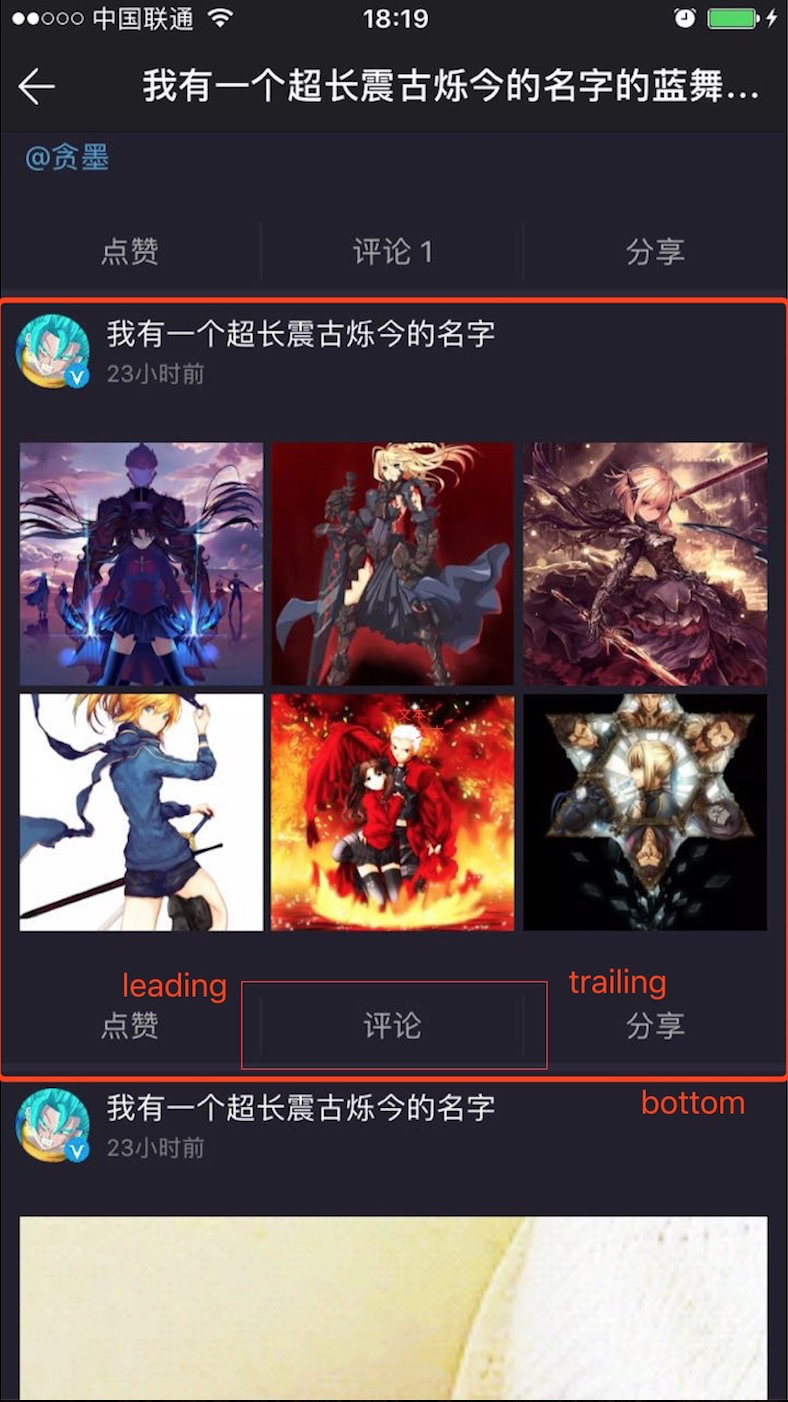 中国联通
18:19
我有一个超长震古烁今的名字的蓝舞...
@贪墨
点赞
评论 1
分享
我有一个超长震古烁今的名字
23小时前
文本
leading
trailing
点赞
评论
分享
bottom
我有一个超长震古烁今的名字
23小时前